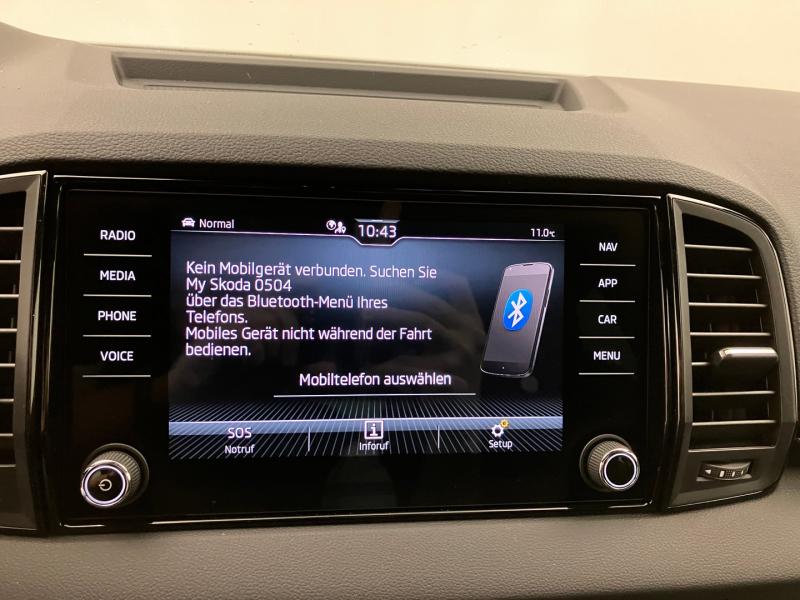 Normal
10:43
11.0°C
RADIO
MEDIA
PHONE
VOICE
Kein Mobilgerät verbunden. Suchen Sie
My Skoda 0504
über das Bluetooth-Menü Ihres
Telefons.
Mobiles Gerät nicht während der Fahrt
bedienen.
Mobiltelefon auswählen
SOS
Notruf
i
Inforuf
Setup
NAV
APP
CAR
MENU